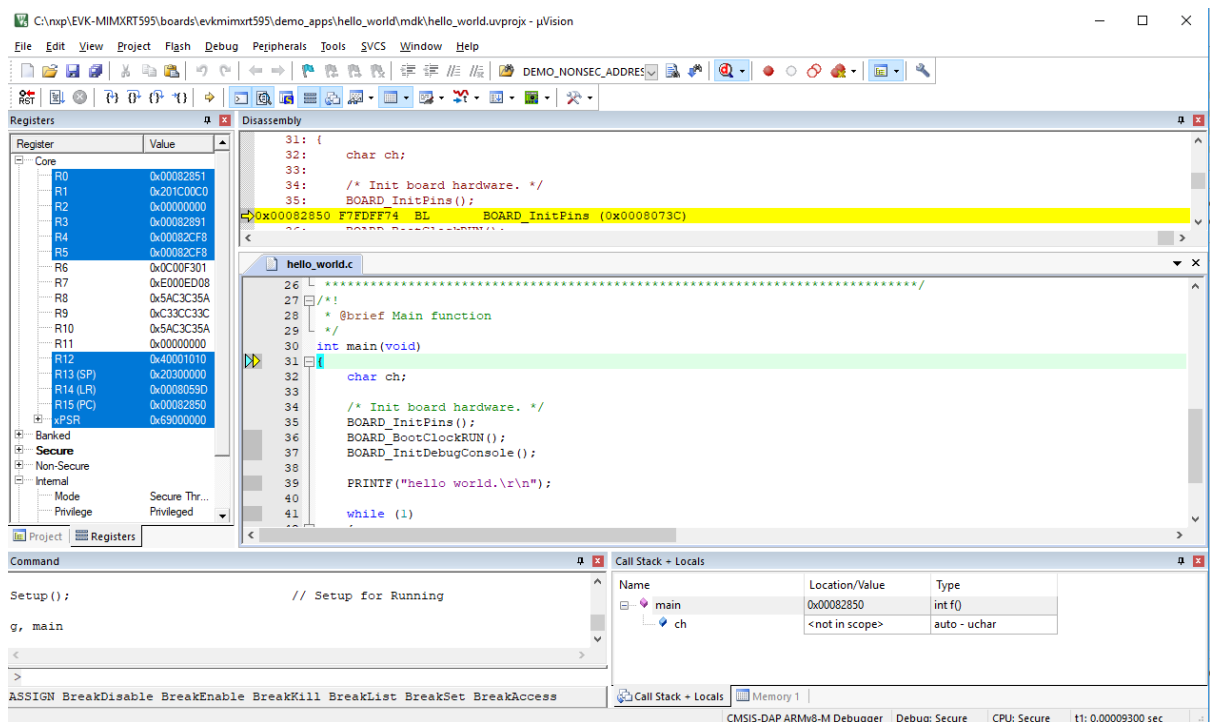 C:\nxp\EVK-MIMXRT595\boards\evkmimxrt595\demo_apps\hello_world\mdk\hello_world.uvprojx - µVision
File Edit View Project Flash Debug Peripherals Tools SVCS Window Help
DEMO_NONSEC_ADDRES
RST
Registers
Register Value
Core
R0 0x00082851
R1 0x201C00C0
R2 0x00000000
R3 0x00082891
R4 0x00082CF8
R5 0x00082CF8
R6 0x0C00F301
R7 0xE000ED08
R8 0x5AC3C35A
R9 0xC33CC33C
R10 0x5AC3C35A
R11 0x00000000
R12 0x40001010
R13 (SP) 0x20300000
R14 (LR) 0x0008059D
R15 (PC) 0x00082850
xPSR 0x69000000
Banked
Secure
Non-Secure
Internal
Mode Secure Thr...
Privilege Privileged
Project Registers
Disassembly
31: {
32: char ch;
33:
34: /* Init board hardware. */
35: BOARD_InitPins();
0x00082850 F7FDFF74 BL BOARD_InitPins (0x0008073C)
36: BOARD_BootClockRUN();
hello_world.c
26 ******************************************************************************/
27 /*!
28 * @brief Main function
29 */
30 int main(void)
31 {
32 char ch;
33
34 /* Init board hardware. */
35 BOARD_InitPins();
36 BOARD_BootClockRUN();
37 BOARD_InitDebugConsole();
38
39 PRINTF("hello world.\r\n");
40
41 while (1)
Command
Setup(); // Setup for Running
g, main
>
ASSIGN BreakDisable BreakEnable BreakKill BreakList BreakSet BreakAccess
Call Stack + Locals
Name Location/Value Type
main 0x00082850 int f()
ch <not in scope> auto - uchar
Call Stack + Locals Memory 1
CMSIS-DAP ARMv8-M Debugger Debug: Secure CPU: Secure t1: 0.00009300 sec